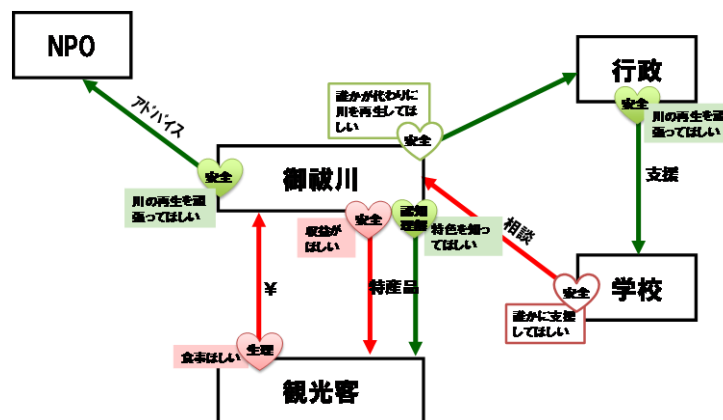 NPO
行政
誰かが代わりに
川を再生してほ
しい
安全
安全
川の再生を頑
張ってほしい
アドバイス
安全
御祓川
支援
川の再生を頑
張ってほしい
収益が
ほしい
安全
認知
理解
特色を知っ
てほしい
相談
¥
特産品
安全
学校
誰かに支援
してほしい
食事ほしい
生理
観光客